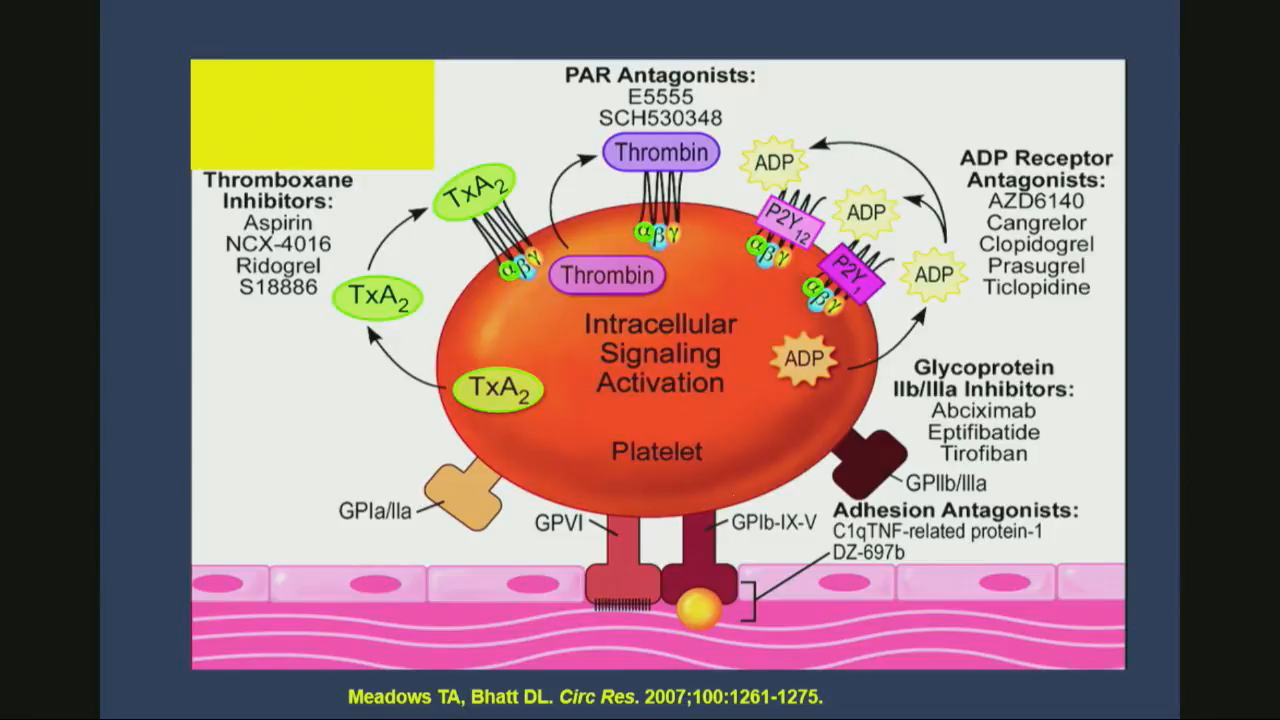 PAR Antagonists:
E5555
SCH530348
Thrombin
Thromboxane
Inhibitors:
Aspirin
NCX-4016
Ridogrel
S18886
TxA2
TxA2
TxA2
αβγ
Thrombin
αβγ
ADP
P2Y12
αβγ
ADP
P2Y1
αβγ
ADP
ADP
ADP Receptor
Antagonists:
AZD6140
Cangrelor
Clopidogrel
Prasugrel
Ticlopidine
Intracellular
Signaling
Activation
Platelet
Glycoprotein
IIb/IIIa Inhibitors:
Abciximab
Eptifibatide
Tirofiban
GPIIb/IIIa
GPIa/IIa
GPVI
GPIb-IX-V
Adhesion Antagonists:
C1qTNF-related protein-1
DZ-697b
Meadows TA, Bhatt DL. Circ Res. 2007;100:1261-1275.